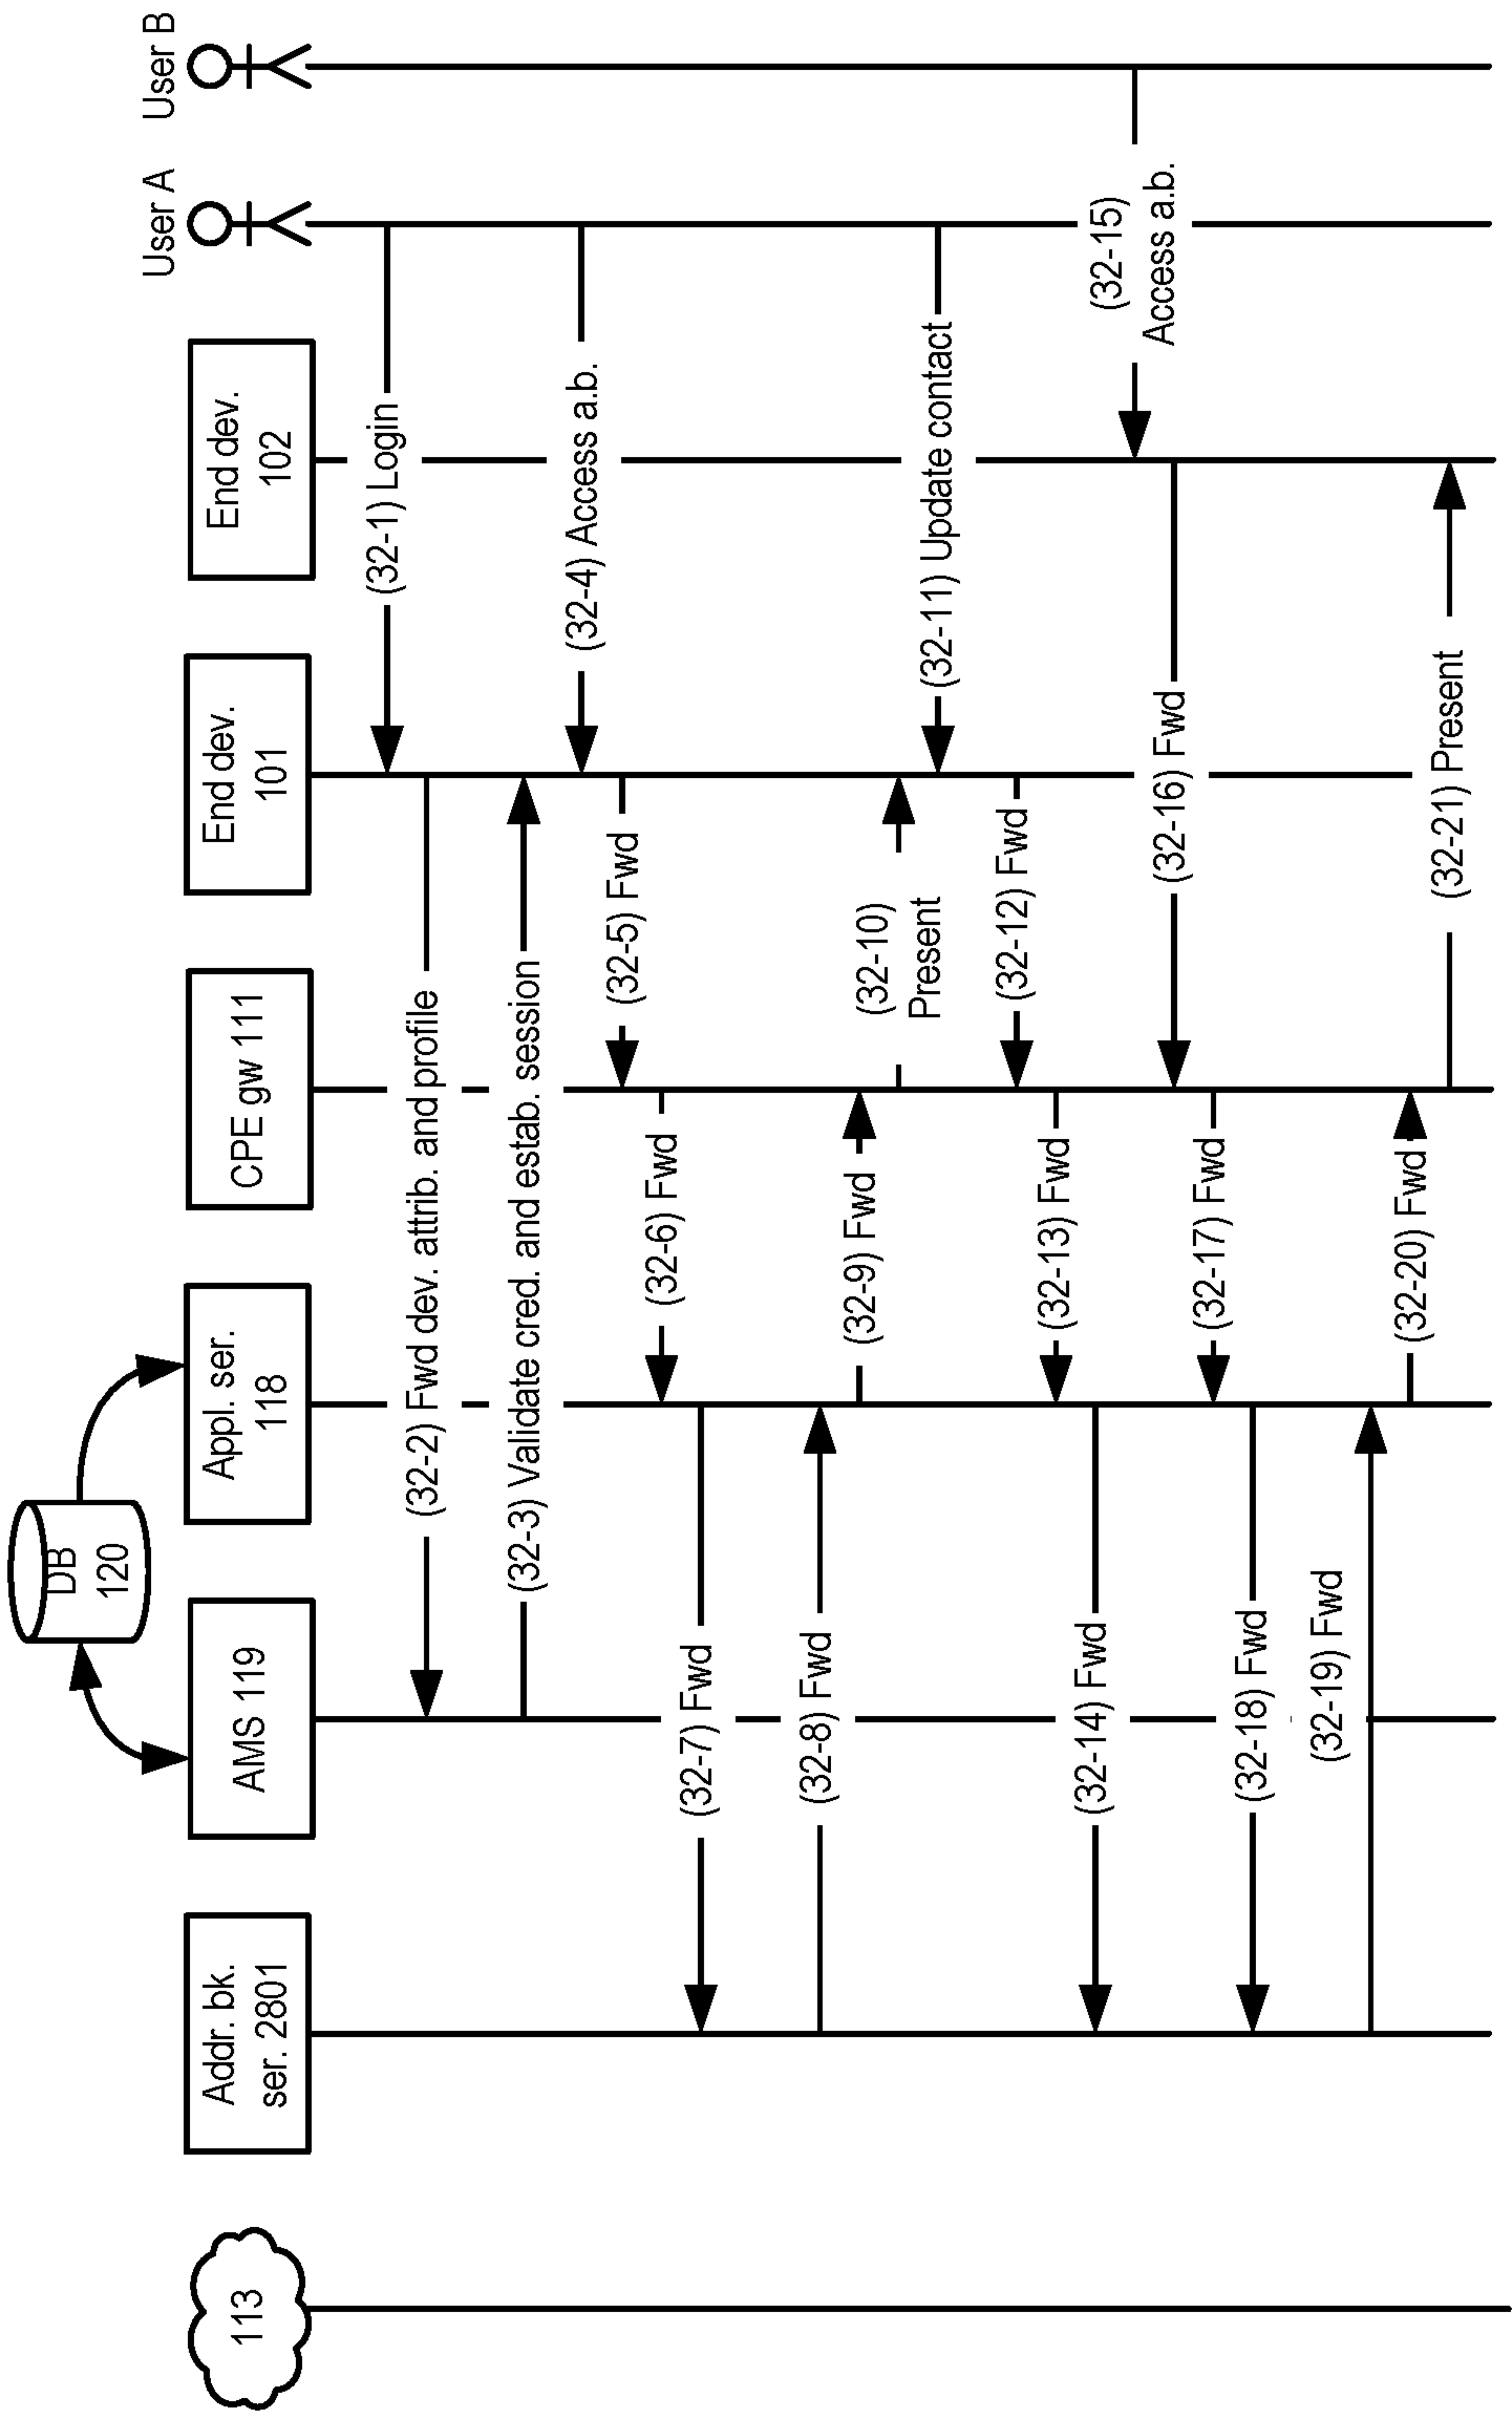 113
Addr. bk.
ser. 2801
AMS 119
DB
120
Appl. ser.
118
CPE gw 111
End dev.
101
End dev.
102
User A
User B
(32-1) Login
(32-2) Fwd dev. attrib. and profile
(32-3) Validate cred. and estab. session
(32-4) Access a.b.
(32-5) Fwd
(32-6) Fwd
(32-7) Fwd
(32-8) Fwd
(32-9) Fwd
(32-10)
Present
(32-11) Update contact
(32-12) Fwd
(32-13) Fwd
(32-14) Fwd
(32-15)
Access a.b.
(32-16) Fwd
(32-17) Fwd
(32-18) Fwd
(32-19) Fwd
(32-20) Fwd
(32-21) Present